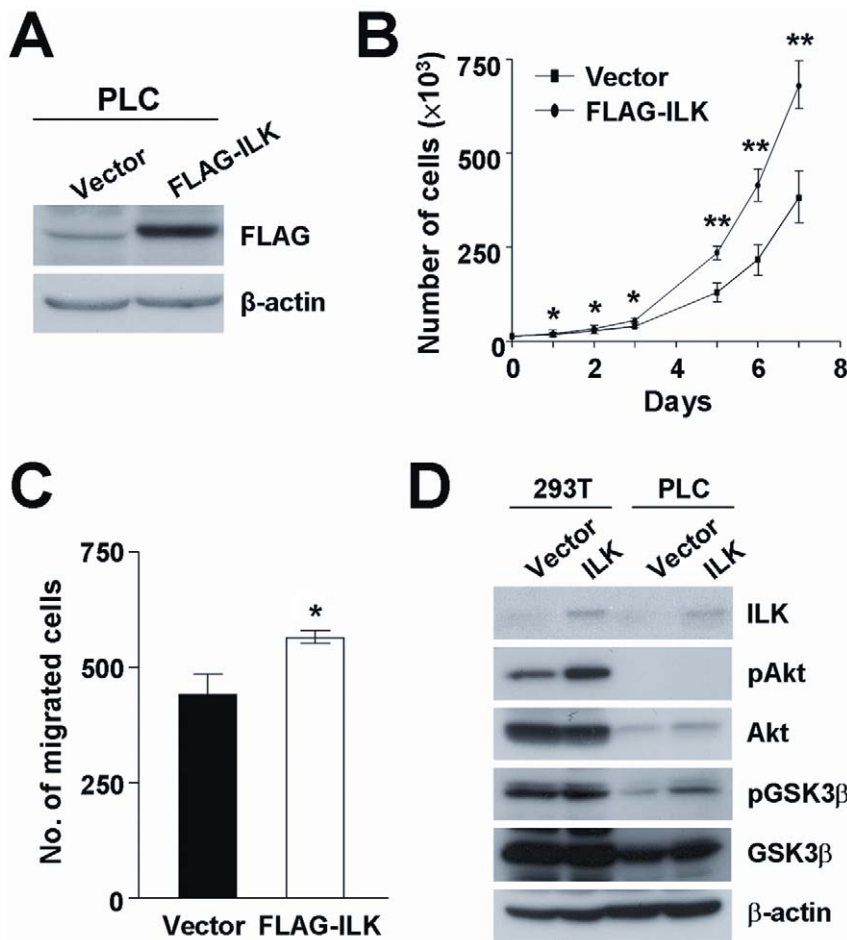 A
PLC
Vector FLAG-ILK
FLAG
β-actin
B
Number of cells (×10³)
750
500
250
0
Vector
FLAG-ILK
* * * ** ** **
0 2 4 6 8
Days
C
No. of migrated cells
750
500
250
0
*
Vector FLAG-ILK
D
293T PLC
Vector ILK Vector ILK
ILK
pAkt
Akt
pGSK3β
GSK3β
β-actin